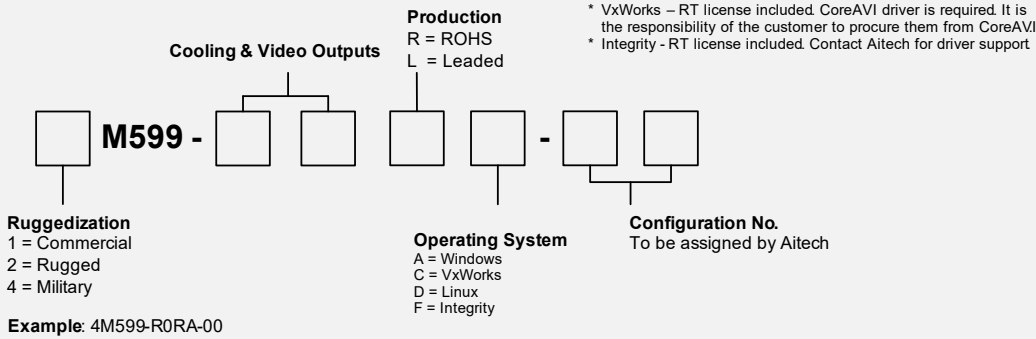 Production
R = ROHS
L = Leaded
* VxWorks – RT license included. CoreAVI driver is required. It is
the responsibility of the customer to procure them from CoreAVI
* Integrity - RT license included. Contact Aitech for driver support
Cooling & Video Outputs
M599 - -
Ruggedization
1 = Commercial
2 = Rugged
4 = Military
Operating System
A = Windows
C = VxWorks
D = Linux
F = Integrity
Configuration No.
To be assigned by Aitech
Example: 4M599-R0RA-00